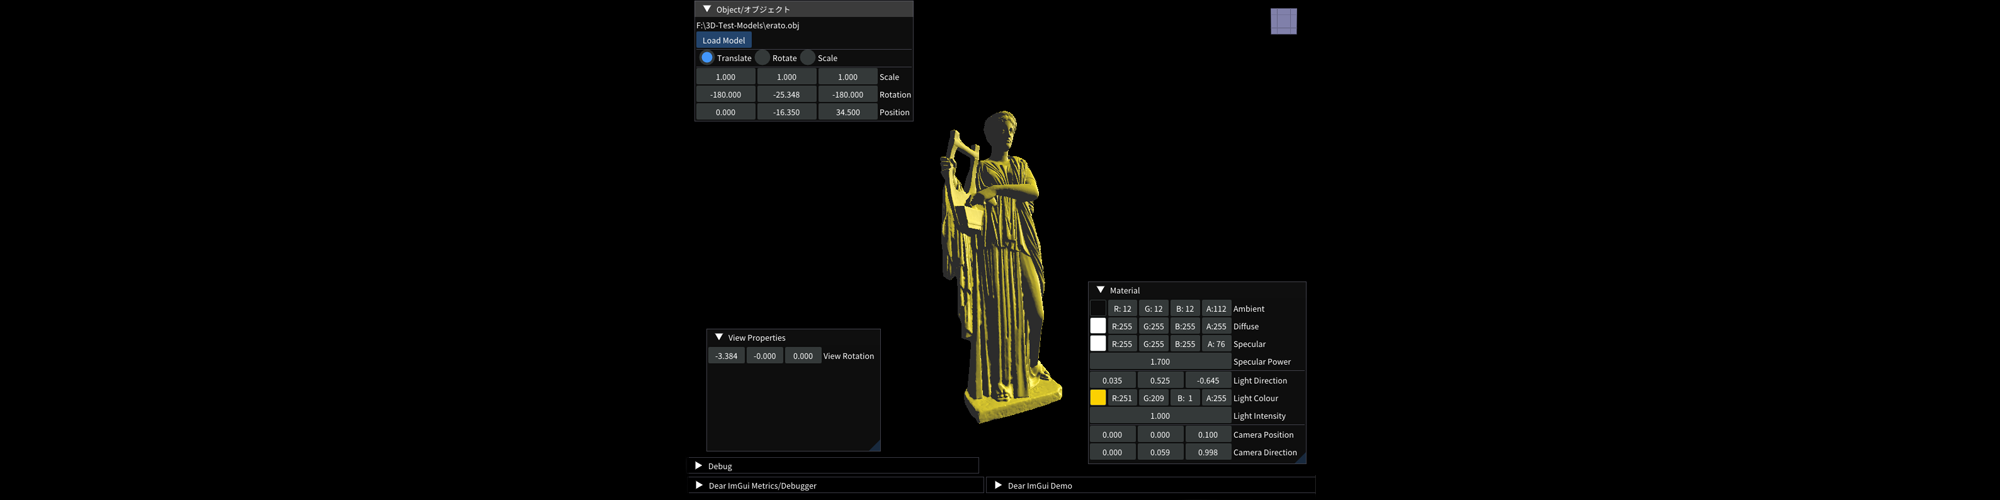 Object/オブジェクト
F:\3D-Test-Models\erato.obj
Load Model
Translate Rotate Scale
1.000 1.000 1.000 Scale
-180.000 -25.348 -180.000 Rotation
0.000 -16.350 34.500 Position
Material
R: 12 G: 12 B: 12 A:112 Ambient
R:255 G:255 B:255 A:255 Diffuse
R:255 G:255 B:255 A: 76 Specular
1.700 Specular Power
0.035 0.525 -0.645 Light Direction
R:251 G:209 B: 1 A:255 Light Colour
1.000 Light Intensity
0.000 0.000 0.100 Camera Position
0.000 0.059 0.998 Camera Direction
View Properties
-3.384 -0.000 0.000 View Rotation
Debug
Dear ImGui Metrics/Debugger
Dear ImGui Demo